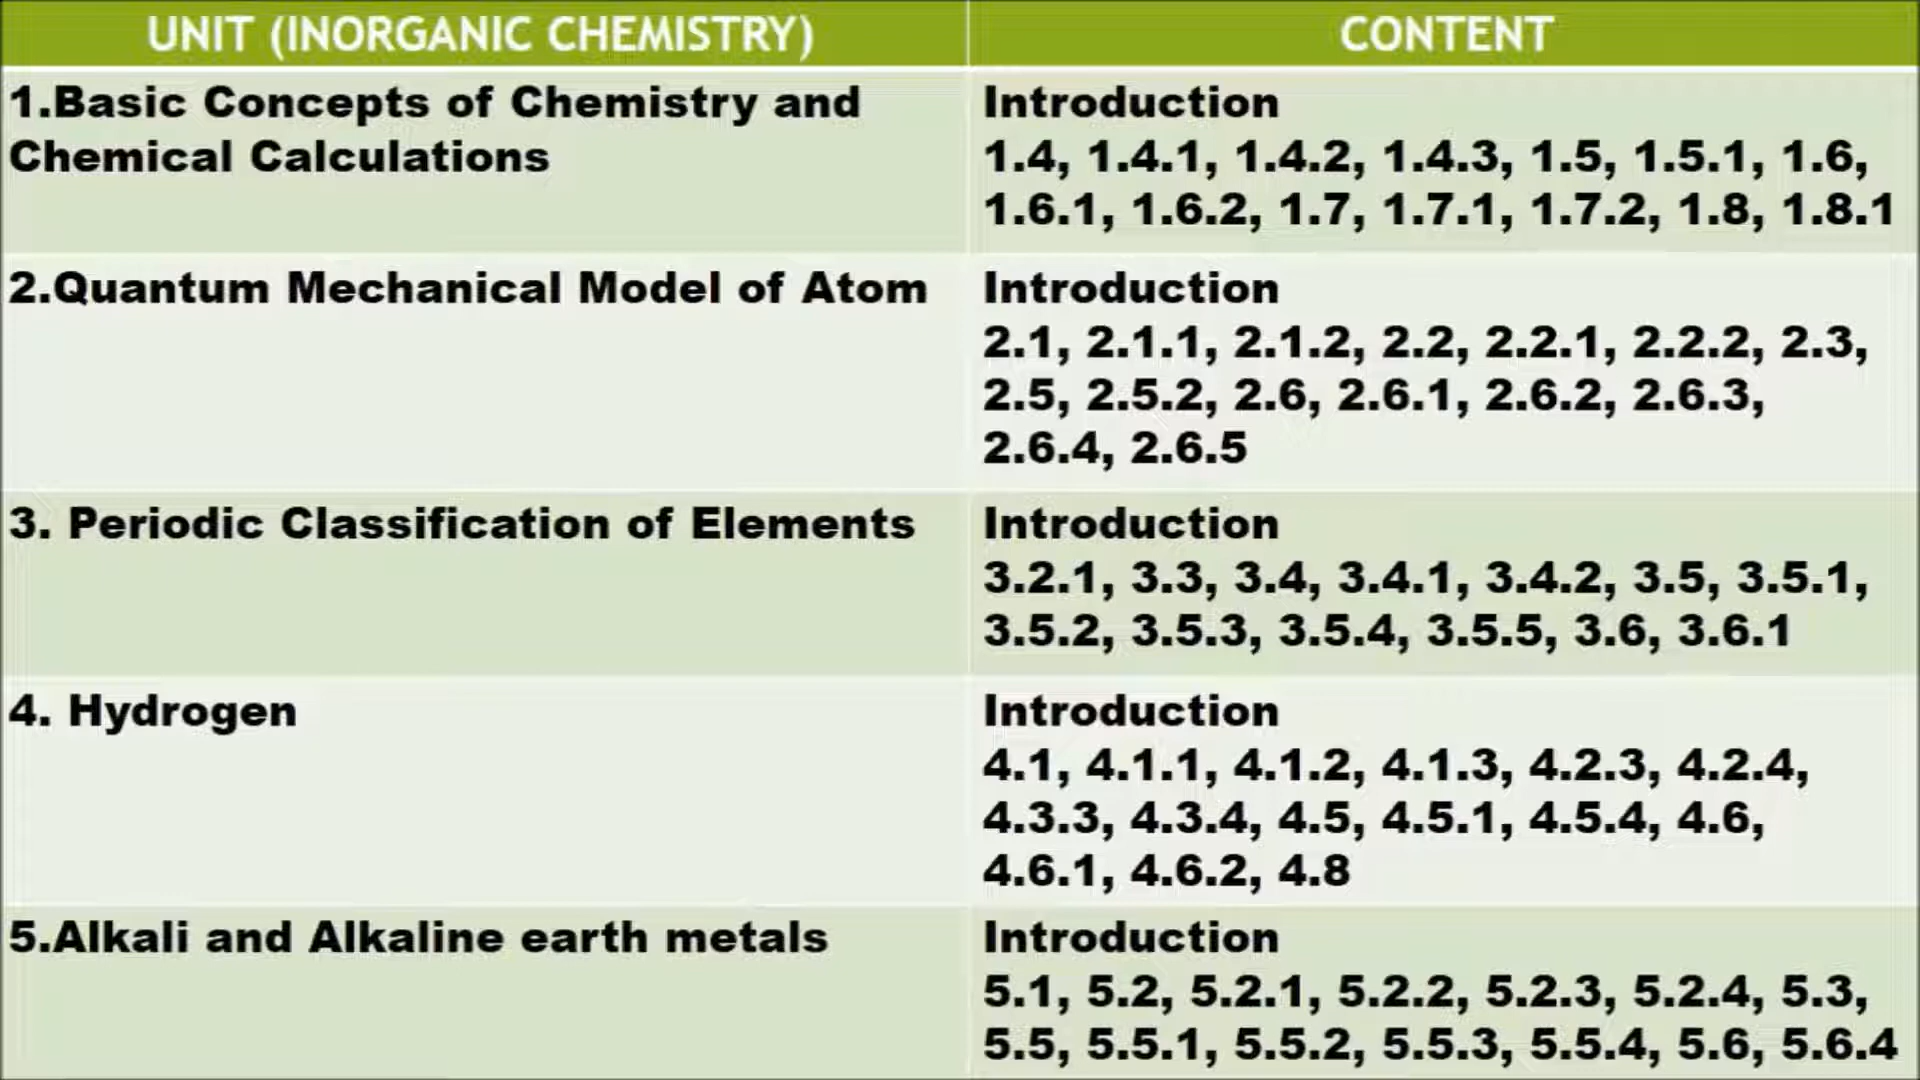 UNIT (INORGANIC CHEMISTRY)
CONTENT
1.Basic Concepts of Chemistry and
Chemical Calculations
Introduction
1.4, 1.4.1, 1.4.2, 1.4.3, 1.5, 1.5.1, 1.6,
1.6.1, 1.6.2, 1.7, 1.7.1, 1.7.2, 1.8, 1.8.1
2.Quantum Mechanical Model of Atom
Introduction
2.1, 2.1.1, 2.1.2, 2.2, 2.2.1, 2.2.2, 2.3,
2.5, 2.5.2, 2.6, 2.6.1, 2.6.2, 2.6.3,
2.6.4, 2.6.5
3. Periodic Classification of Elements
Introduction
3.2.1, 3.3, 3.4, 3.4.1, 3.4.2, 3.5, 3.5.1,
3.5.2, 3.5.3, 3.5.4, 3.5.5, 3.6, 3.6.1
4. Hydrogen
Introduction
4.1, 4.1.1, 4.1.2, 4.1.3, 4.2.3, 4.2.4,
4.3.3, 4.3.4, 4.5, 4.5.1, 4.5.4, 4.6,
4.6.1, 4.6.2, 4.8
5.Alkali and Alkaline earth metals
Introduction
5.1, 5.2, 5.2.1, 5.2.2, 5.2.3, 5.2.4, 5.3,
5.5, 5.5.1, 5.5.2, 5.5.3, 5.5.4, 5.6, 5.6.4